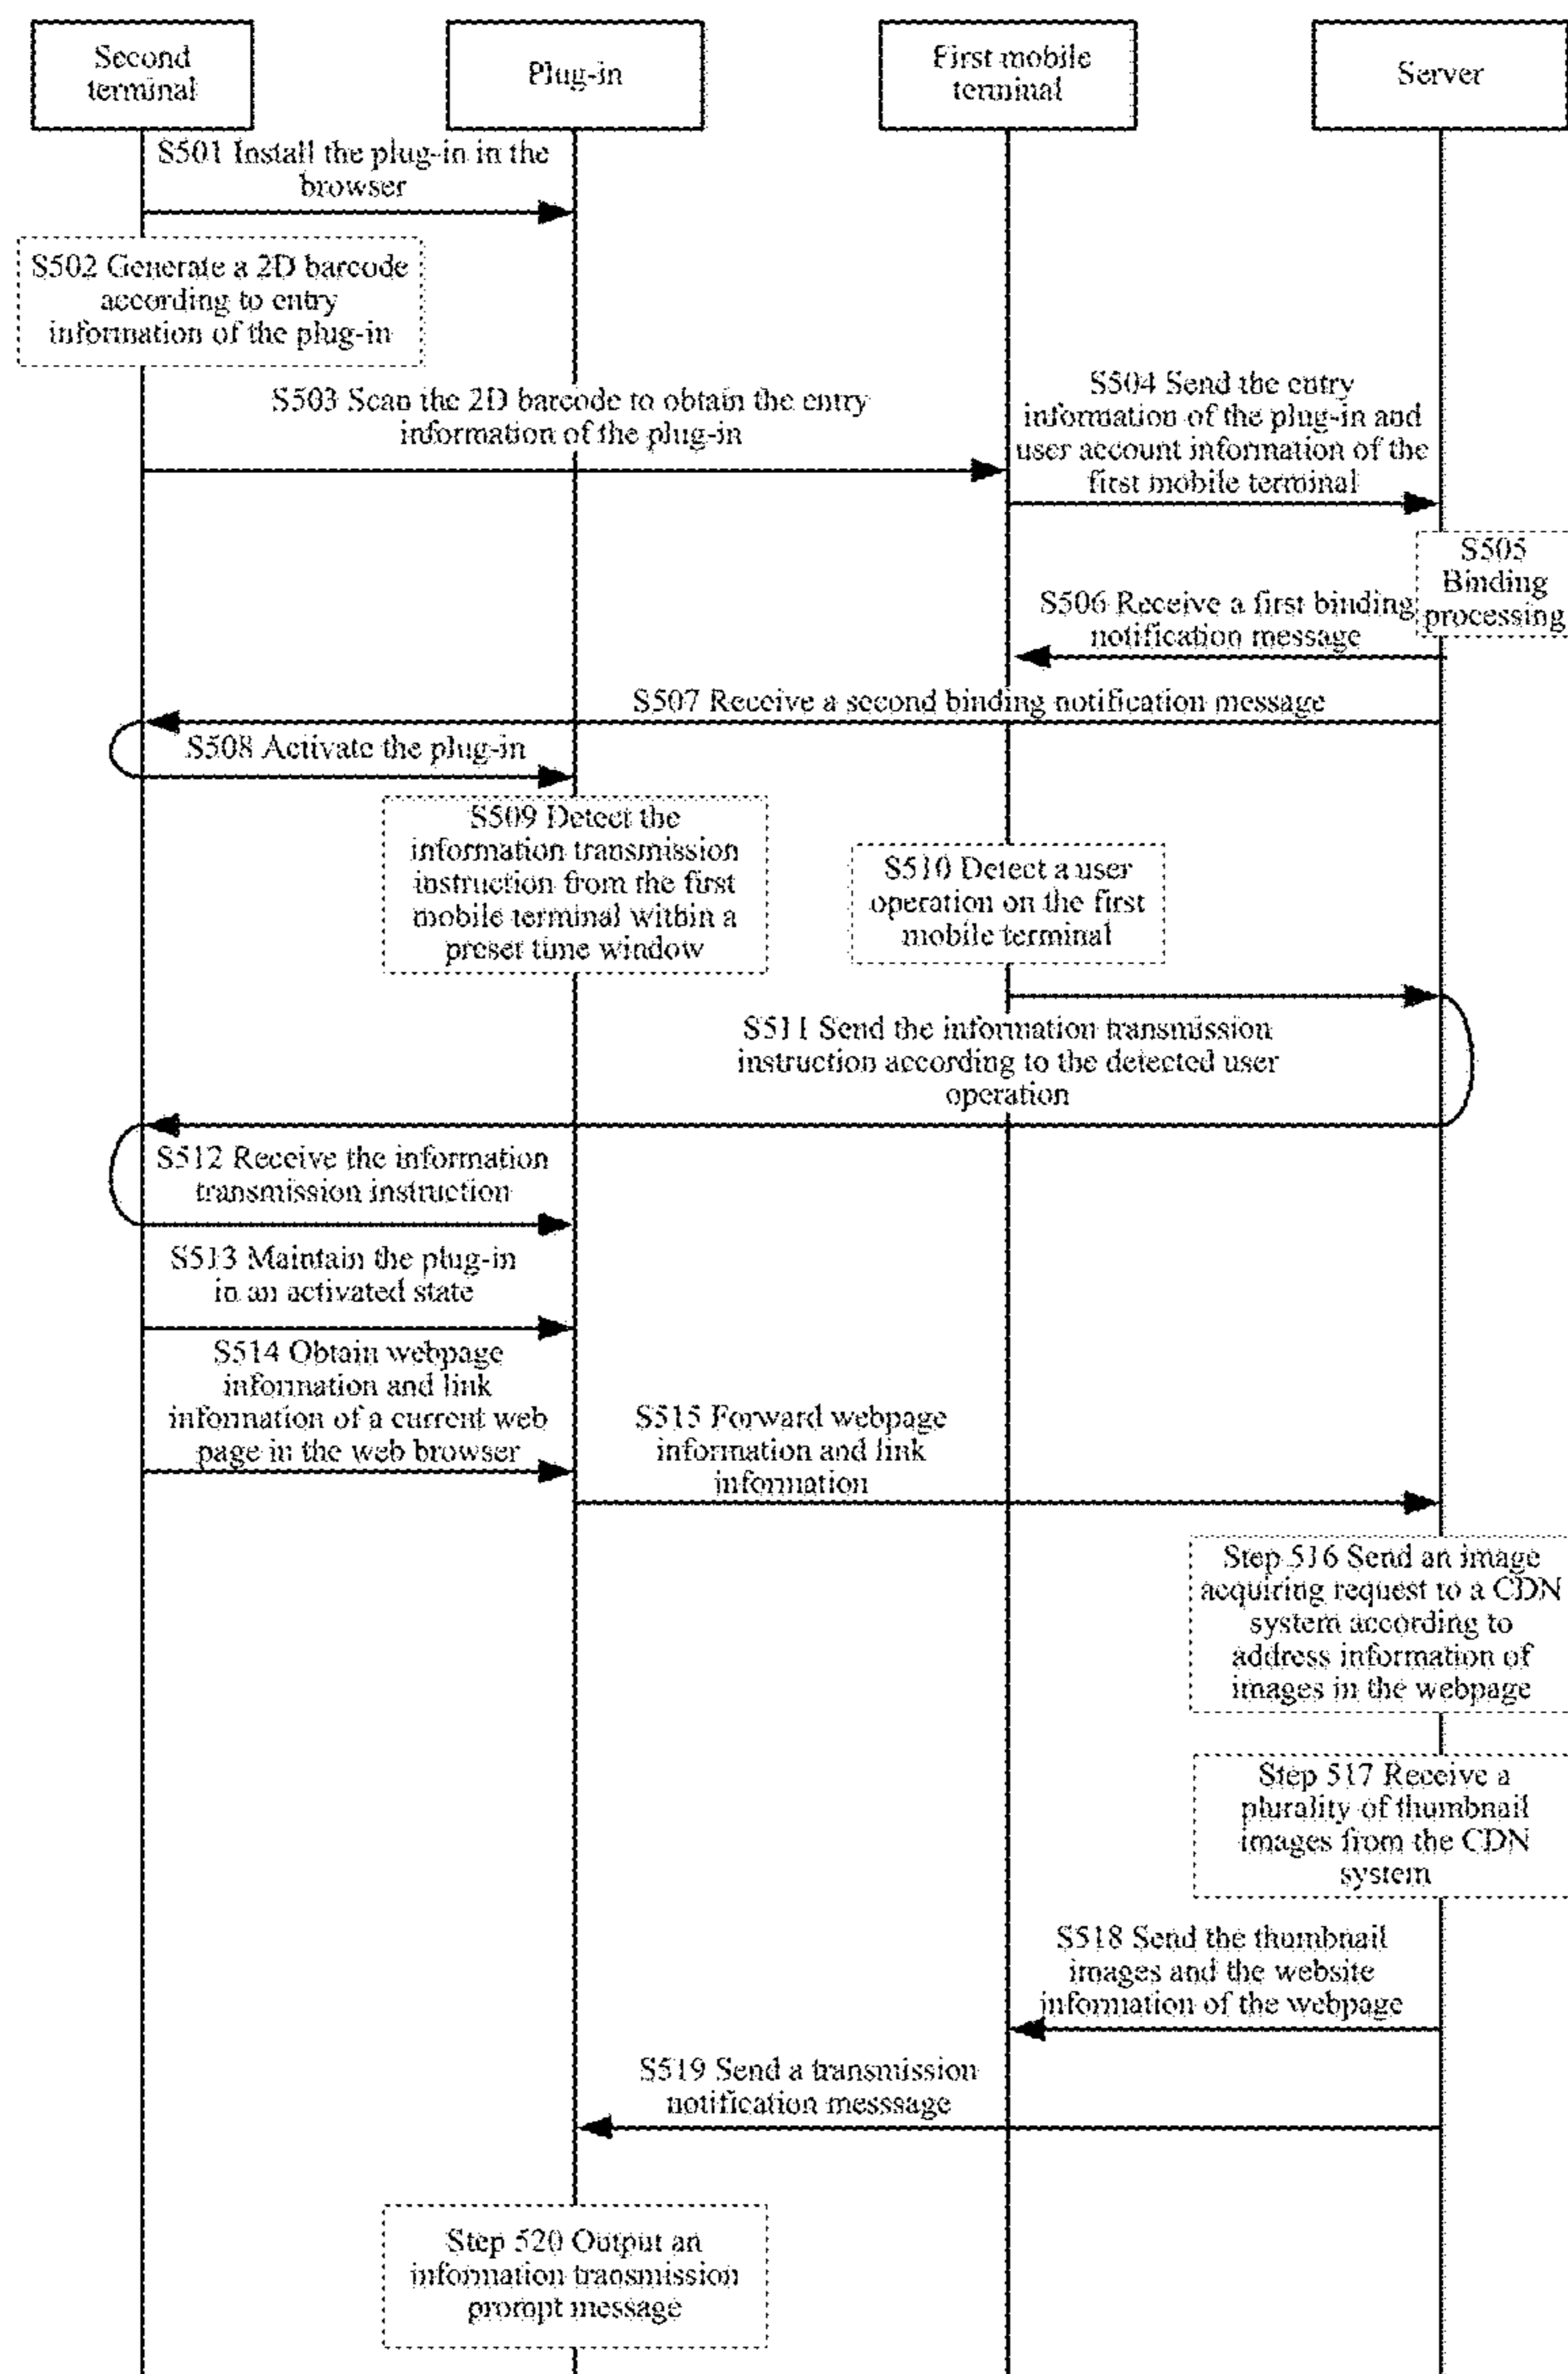 Second
terminal
Plug-in
First mobile
terminal
Server
S501 Install the plug-in in the
browser
S502 Generate a 2D barcode
according to entry
information of the plug-in
S503 Scan the 2D barcode to obtain the entry
information of the plug-in
S504 Send the entry
information of the plug-in and
user account information of the
first mobile terminal
S505
Binding
processing
S506 Receive a first binding
notification message
S507 Receive a second binding notification message
S508 Activate the plug-in
S509 Detect the
information transmission
instruction from the first
mobile terminal within a
preset time window
S510 Detect a user
operation on the first
mobile terminal
S511 Send the information transmission
instruction according to the detected user
operation
S512 Receive the information
transmission instruction
S513 Maintain the plug-in
in an activated state
S514 Obtain webpage
information and link
information of a current web
page in the web browser
S515 Forward webpage
information and link
information
Step 516 Send an image
acquiring request to a CDN
system according to
address information of
images in the webpage
Step 517 Receive a
plurality of thumbnail
images from the CDN
system
S518 Send the thumbnail
images and the website
information of the webpage
S519 Send a transmission
notification messsage
Step 520 Output an
information transmission
prompt message